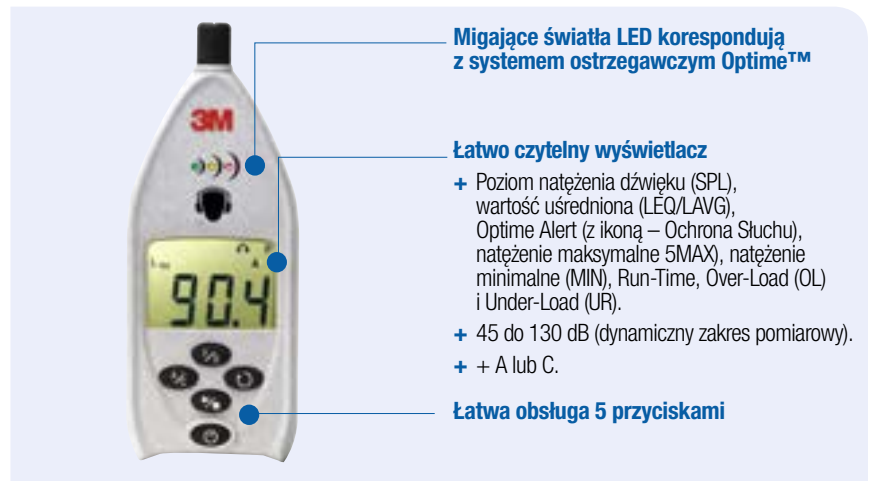 Migające światła LED korespondują
z systemem ostrzegawczym Optime™
3M
Łatwo czytelny wyświetlacz
+ Poziom natężenia dźwięku (SPL),
wartość uśredniona (LEQ/LAVG),
Optime Alert (z ikoną – Ochrona Słuchu),
natężenie maksymalne 5MAX), natężenie
minimalne (MIN), Run-Time, Over-Load (OL)
i Under-Load (UR).
A
90.4
+ 45 do 130 dB (dynamiczny zakres pomiarowy).
+ + A lub C.
Łatwa obsługa 5 przyciskami